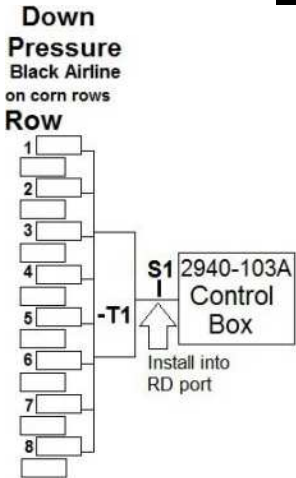 Down
Pressure
Black Airline
on corn rows
Row
1
2
3
4
5
6
7
8
-T1
S1
2940-103A
Control
Box
Install into
RD port